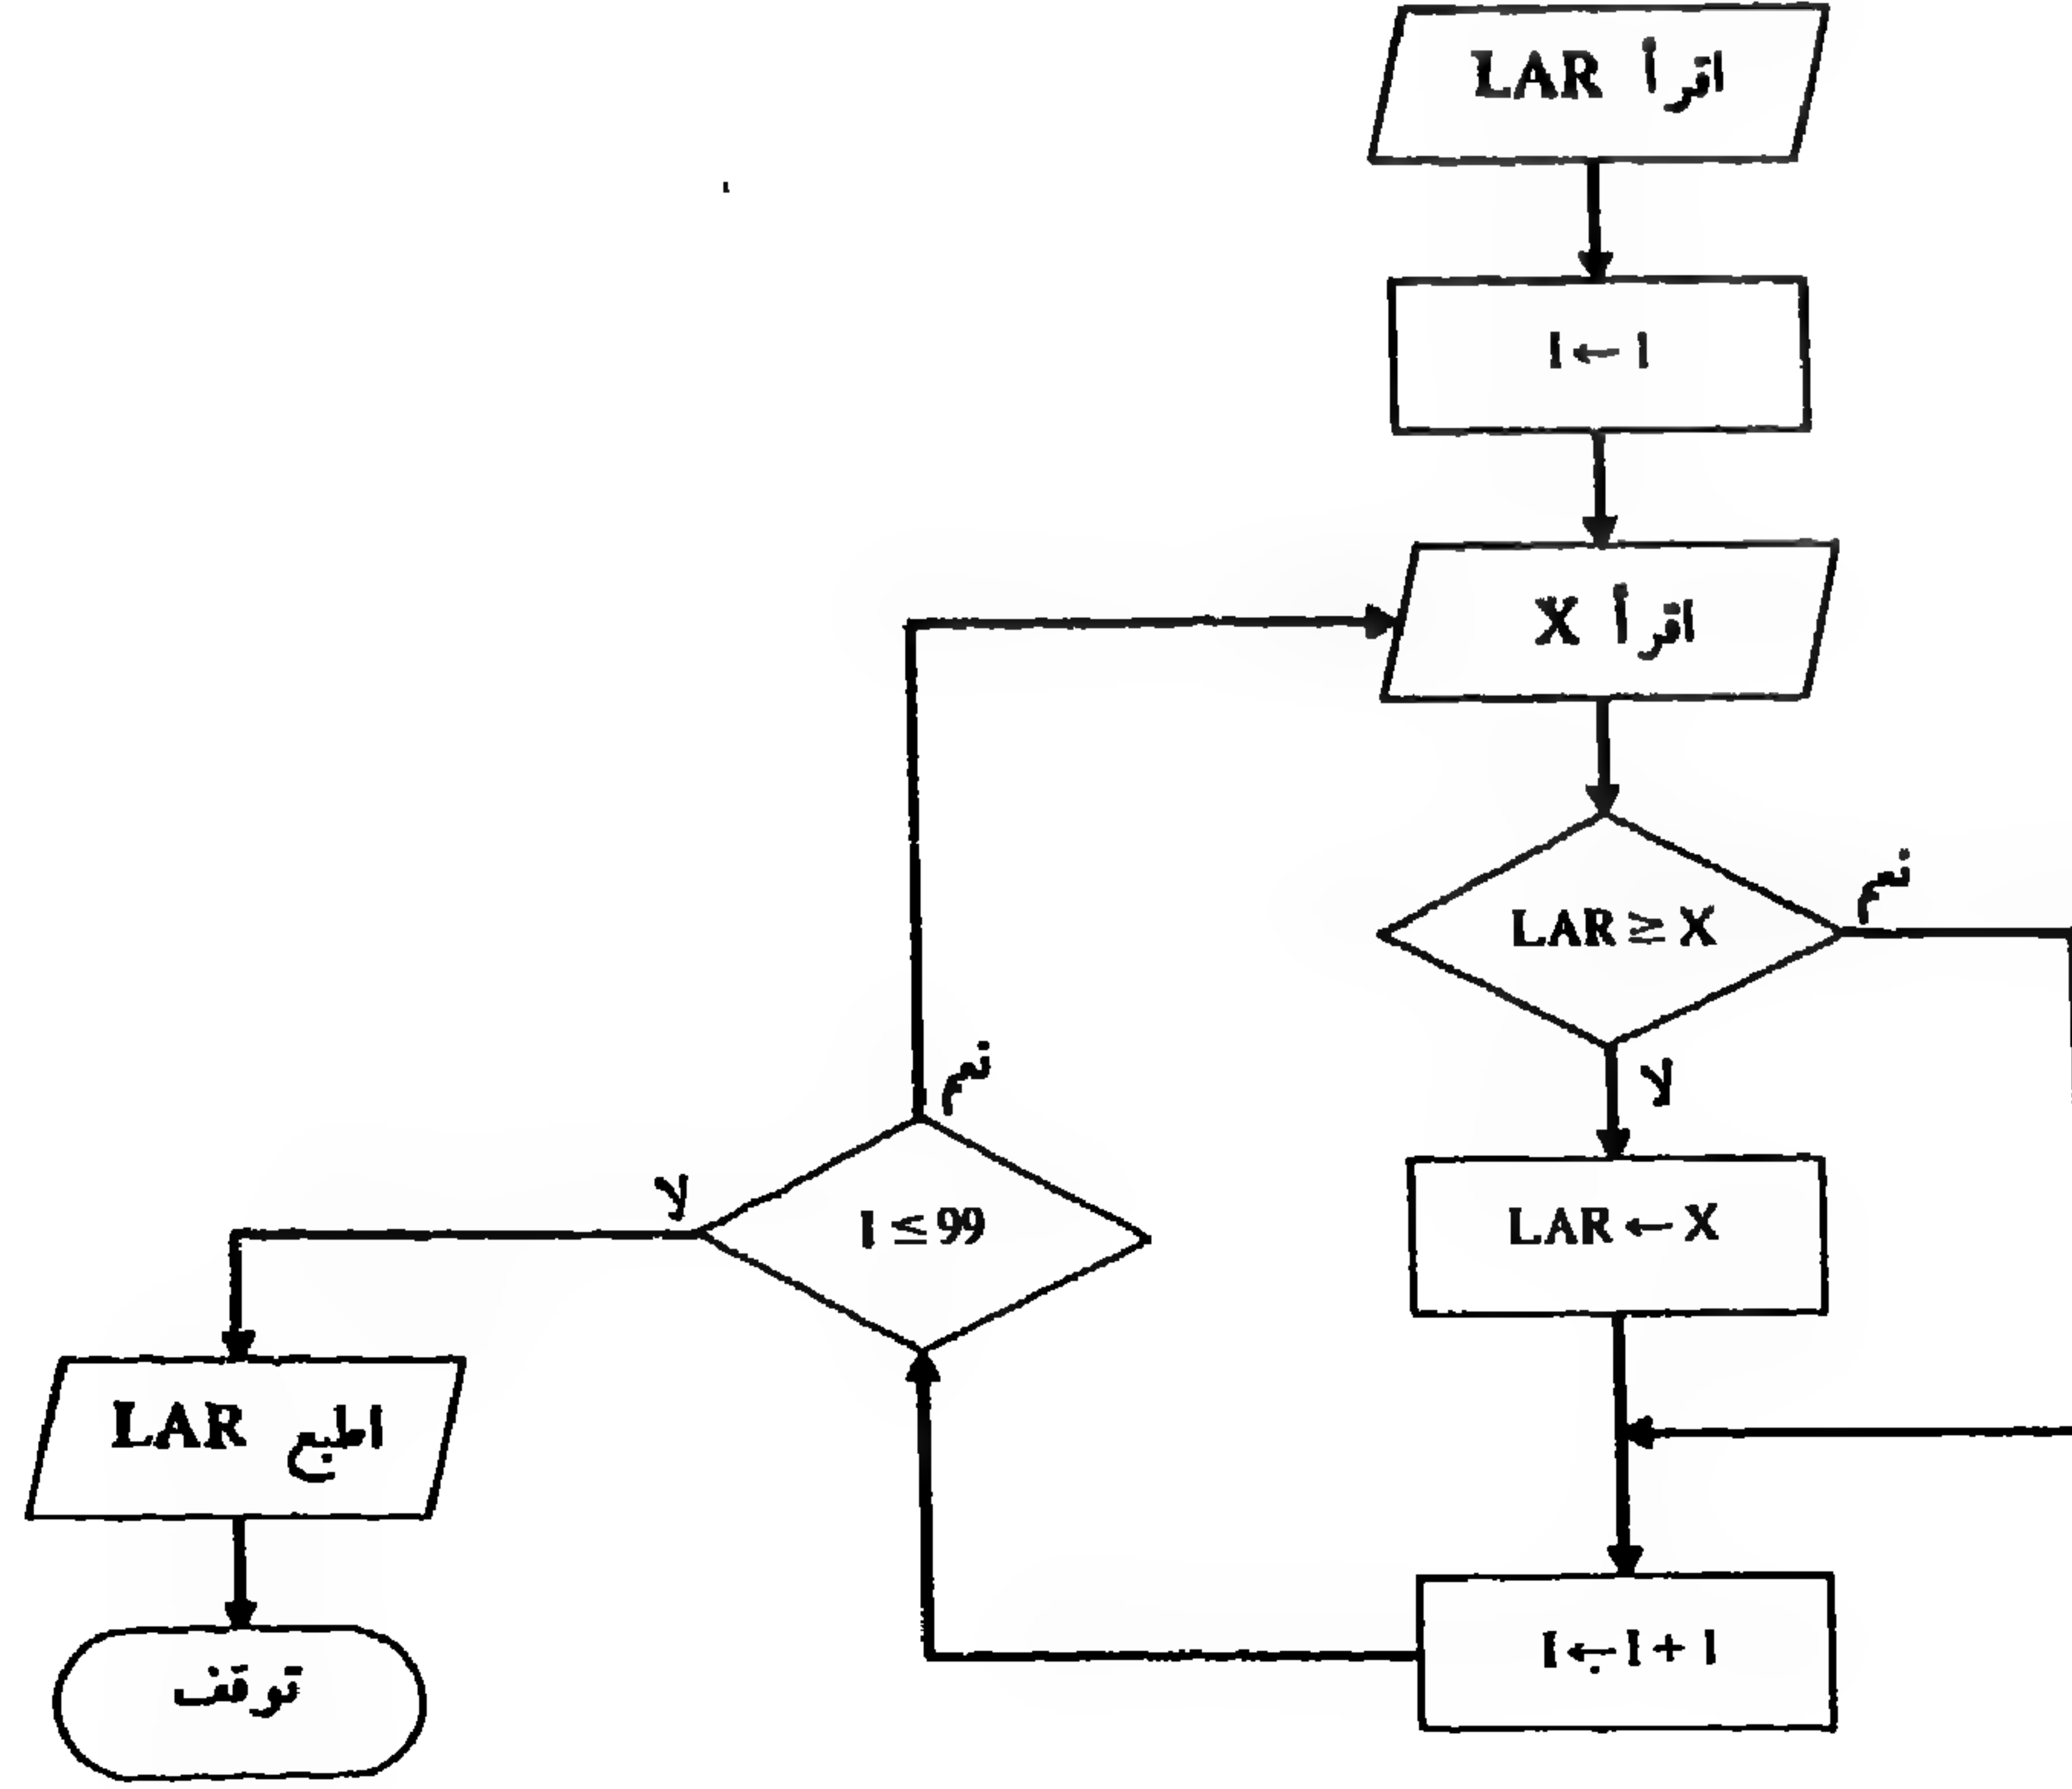 اقرأ LAR
I ← 1
اقرأ X
LAR ≥ X
نعم
لا
LAR ← X
I ← I + 1
I ≤ 99
نعم
لا
اطبع LAR
توقف